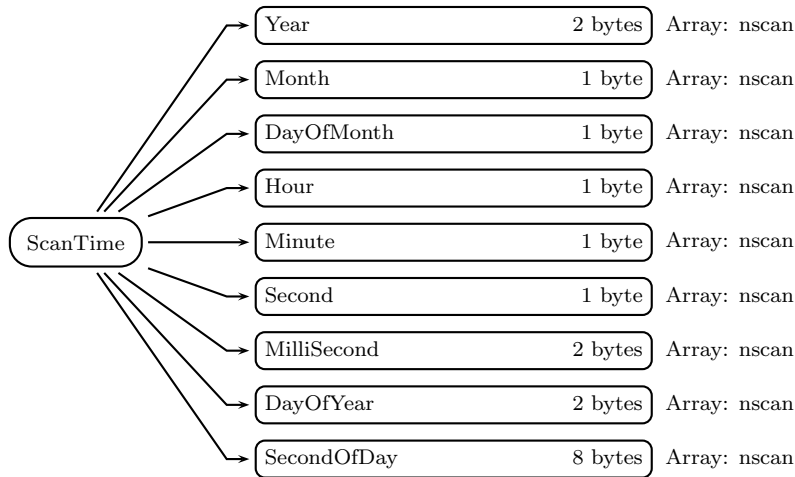 Year 2 bytes Array: nscan
Month 1 byte Array: nscan
DayOfMonth 1 byte Array: nscan
Hour 1 byte Array: nscan
ScanTime Minute 1 byte Array: nscan
Second 1 byte Array: nscan
MilliSecond 2 bytes Array: nscan
DayOfYear 2 bytes Array: nscan
SecondOfDay 8 bytes Array: nscan